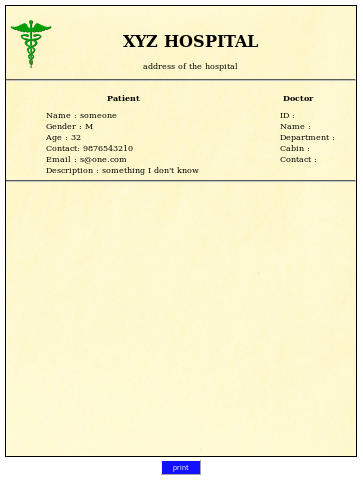 XYZ HOSPITAL
address of the hospital
Patient
Name : someone
Gender : M
Age : 32
Contact: 9876543210
Email : s@one.com
Description : something I don't know
Doctor
ID :
Name :
Department :
Cabin :
Contact :
print